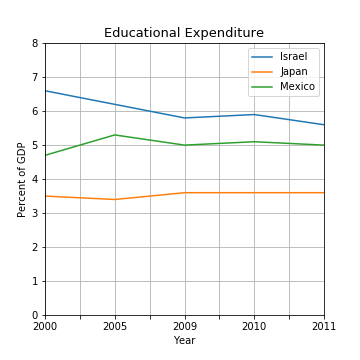 Educational Expenditure
Israel
Japan
Mexico
Percent of GDP
8
7
6
5
4
3
2
1
0
2000 2005 2009 2010 2011
Year